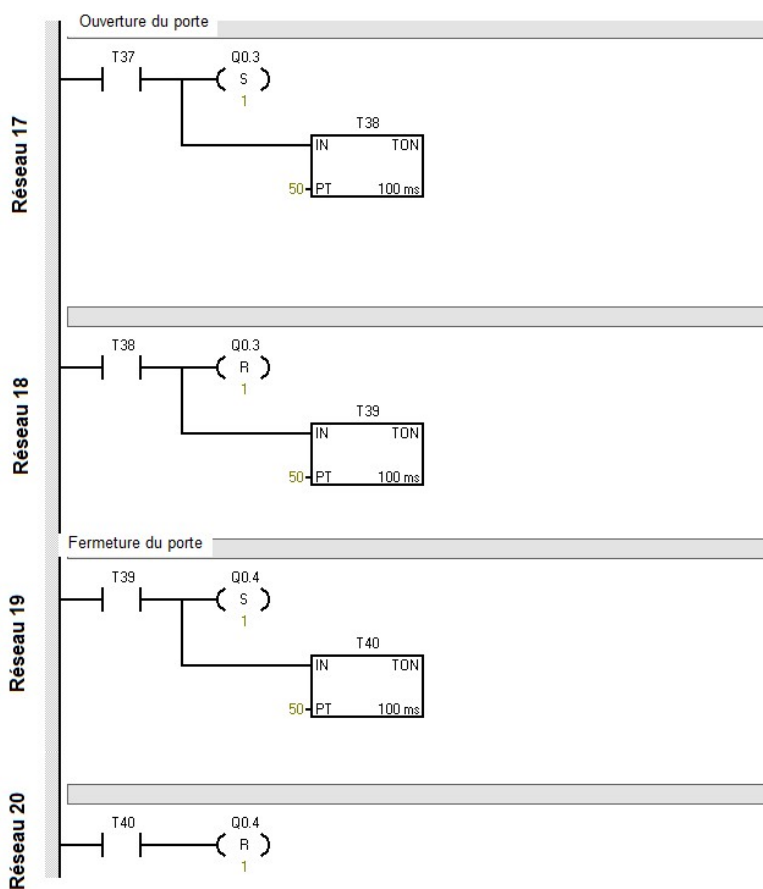 Ouverture du porte
Réseau 17
T37
Q0.3
S
1
T38
IN TON
50 PT 100 ms
Réseau 18
T38
Q0.3
R
1
T39
IN TON
50 PT 100 ms
Fermeture du porte
Réseau 19
T39
Q0.4
S
1
T40
IN TON
50 PT 100 ms
Réseau 20
T40
Q0.4
R
1